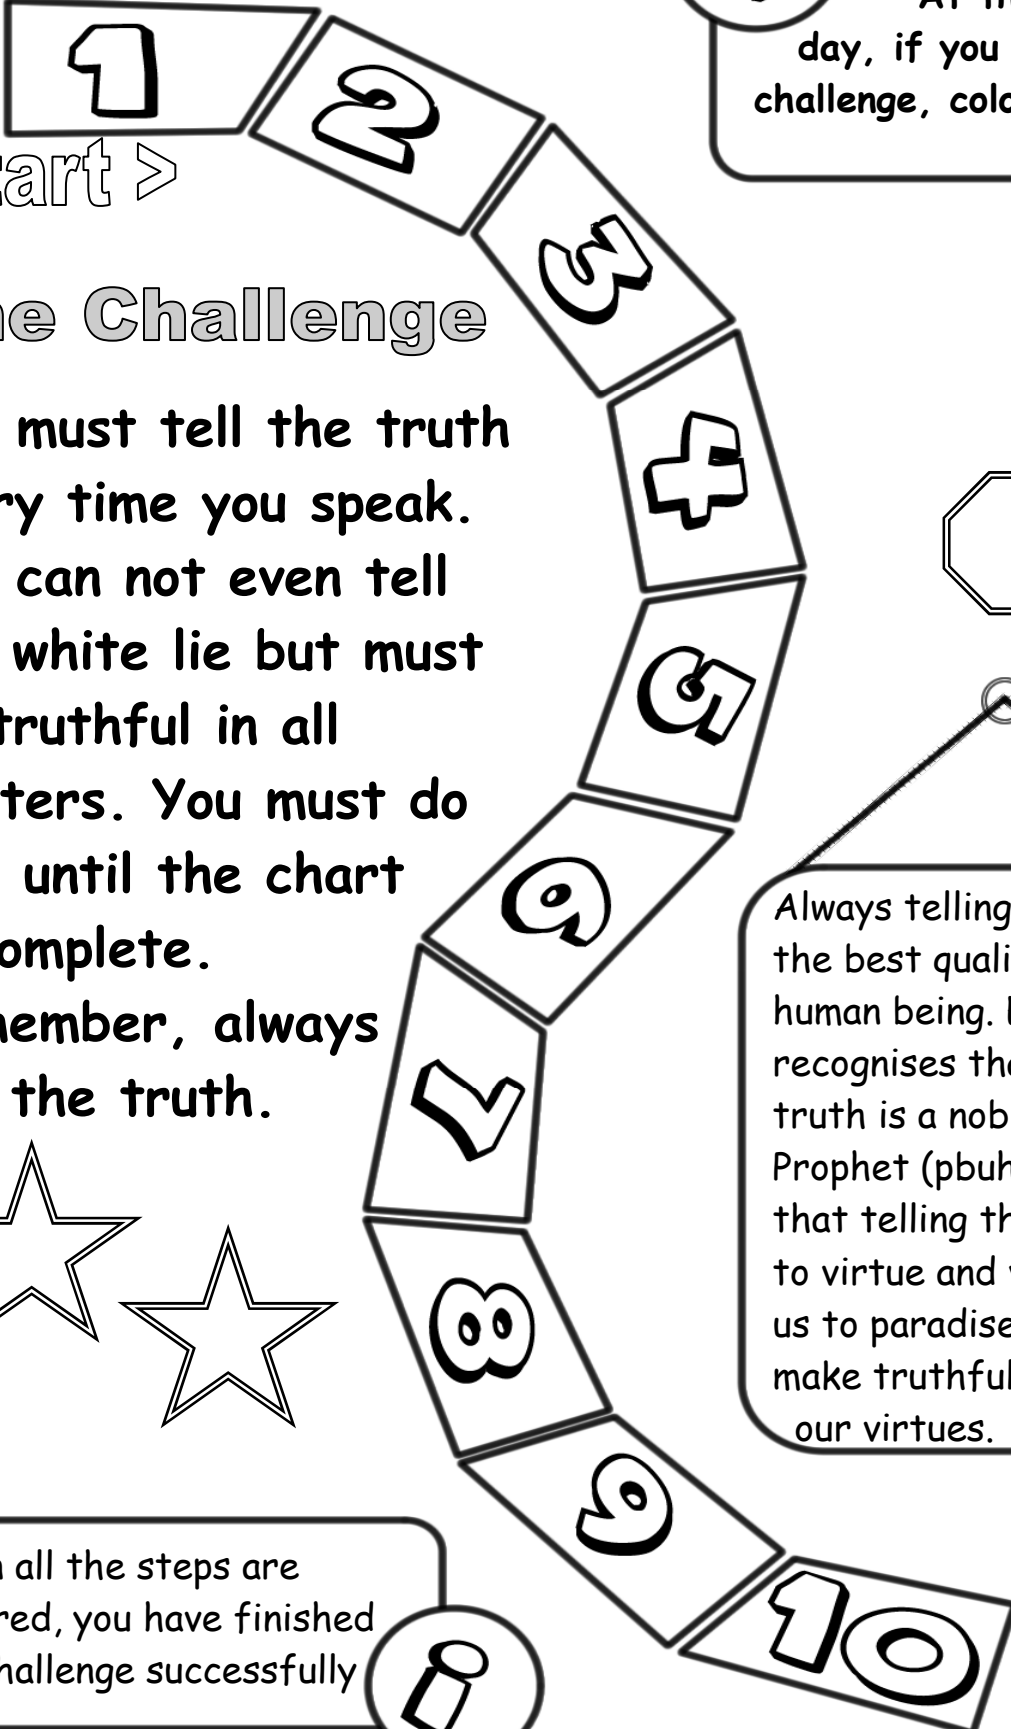 1
2
3
4
5
6
7
8
9
10
day, if you
challenge, colo
tart >
he Challenge
must tell the truth
ry time you speak.
can not even tell
white lie but must
truthful in all
ters. You must do
until the chart
omplete.
member, always
the truth.
Always telling
the best quali
human being.
recognises tha
truth is a nob
Prophet (pbuh
that telling th
to virtue and
us to paradise
make truthful
our virtues.
all the steps are
red, you have finished
hallenge successfully
i